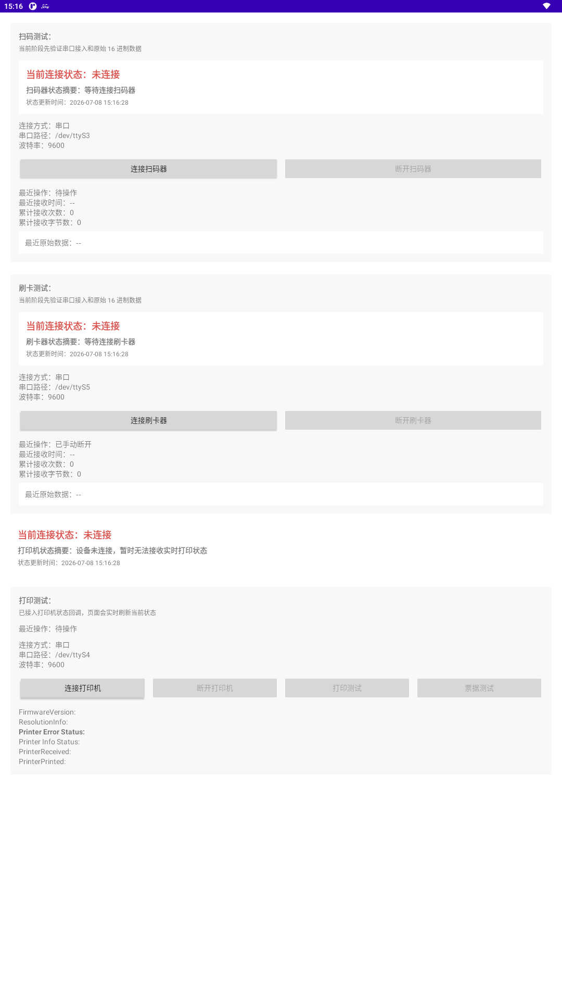 15:16
扫码测试：
当前阶段先验证串口接入和原始 16 进制数据
当前连接状态：未连接
扫码器状态摘要：等待连接扫码器
状态更新时间：2026-07-08 15:16:28
连接方式：串口
串口路径：/dev/ttyS3
波特率：9600
连接扫码器
断开扫码器
最近操作：待操作
最近接收时间：--
累计接收次数：0
累计接收字节数：0
最近原始数据：--
刷卡测试：
当前阶段先验证串口接入和原始 16 进制数据
当前连接状态：未连接
刷卡器状态摘要：等待连接刷卡器
状态更新时间：2026-07-08 15:16:28
连接方式：串口
串口路径：/dev/ttyS5
波特率：9600
连接刷卡器
断开刷卡器
最近操作：已手动断开
最近接收时间：--
累计接收次数：0
累计接收字节数：0
最近原始数据：--
当前连接状态：未连接
打印机状态摘要：设备未连接，暂时无法接收实时打印状态
状态更新时间：2026-07-08 15:16:28
打印测试：
已接入打印机状态回调，页面会实时刷新当前状态
最近操作：待操作
连接方式：串口
串口路径：/dev/ttyS4
波特率：9600
连接打印机
断开打印机
打印测试
票据测试
FirmwareVersion:
ResolutionInfo:
Printer Error Status:
Printer Info Status:
PrinterReceived:
PrinterPrinted: